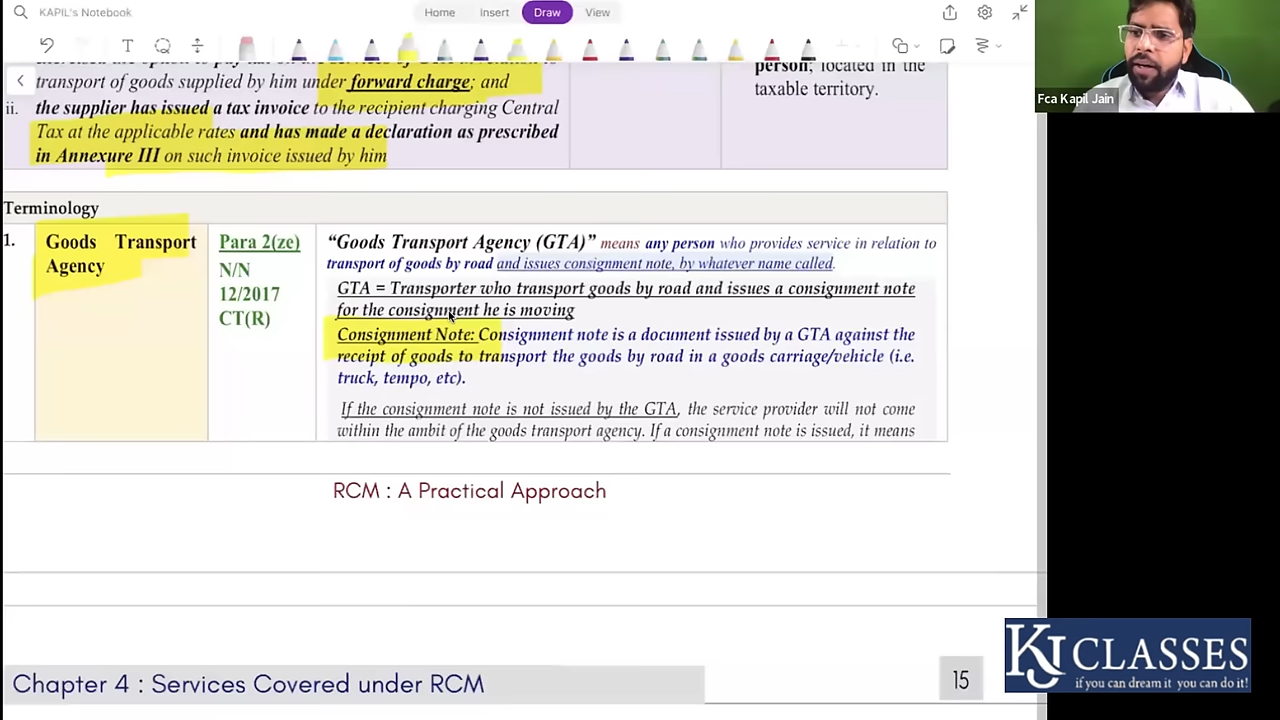 KAPIL's Notebook
Home Insert Draw View
Fca Kapil Jain
transport of goods supplied by him under forward charge; and
ii. the supplier has issued a tax invoice to the recipient charging Central
Tax at the applicable rates and has made a declaration as prescribed
in Annexure III on such invoice issued by him
person; located in the
taxable territory.
Terminology
1. Goods Transport
Agency
Para 2(ze)
N/N
12/2017
CT(R)
“Goods Transport Agency (GTA)” means any person who provides service in relation to
transport of goods by road and issues consignment note, by whatever name called.
GTA = Transporter who transport goods by road and issues a consignment note
for the consignment he is moving
Consignment Note: Consignment note is a document issued by a GTA against the
receipt of goods to transport the goods by road in a goods carriage/vehicle (i.e.
truck, tempo, etc).
If the consignment note is not issued by the GTA, the service provider will not come
within the ambit of the goods transport agency. If a consignment note is issued, it means
RCM : A Practical Approach
Chapter 4 : Services Covered under RCM
15
KJ CLASSES
if you can dream it you can do it!